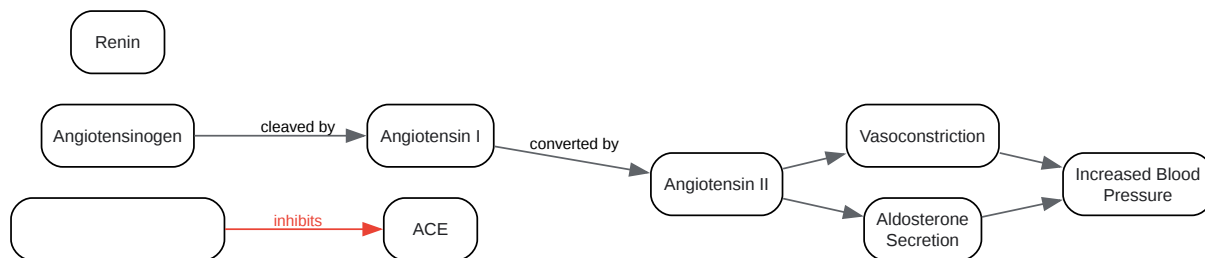 Renin
Angiotensinogen
cleaved by
Angiotensin I
converted by
Angiotensin II
Vasoconstriction
Increased Blood
Pressure
inhibits
ACE
Aldosterone
Secretion